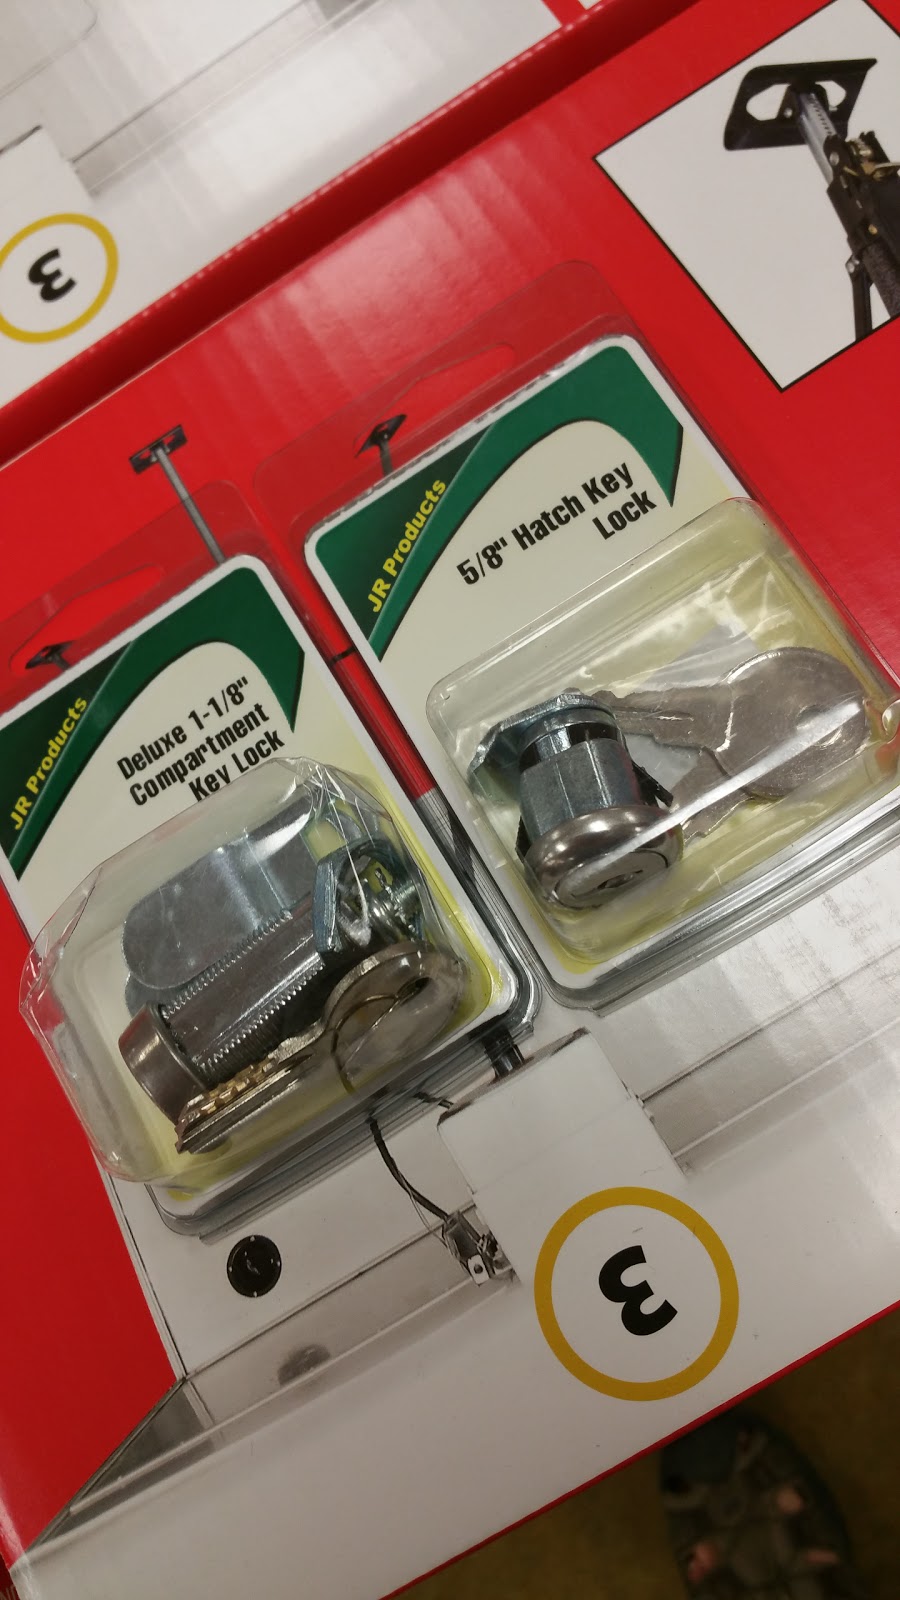 3
JR Products
5/8" Hatch Key
Lock
JR Products
Deluxe 1-1/8"
Compartment
Key Lock
3